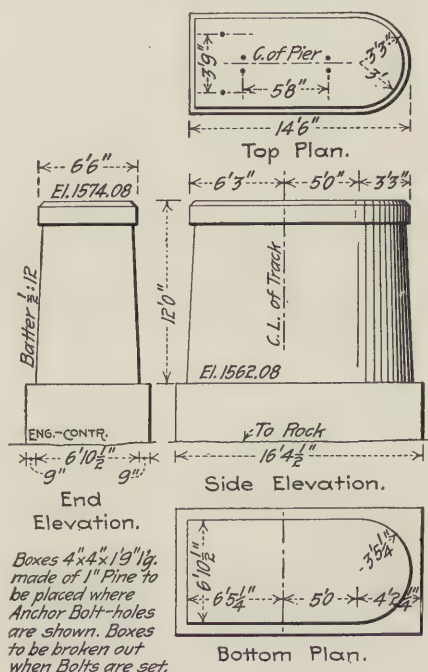 C. of Pier
3'9"
5'8"
3'3"
3'
14'6"
Top Plan.
6'6"
El. 1574.08
Batter ½:12
ENG.-CONTR.
6'10½"
9" 9"
End
Elevation.
6'3" 5'0" 3'3"
12'0"
C.L. of Track
El. 1562.08
To Rock
16'4½"
Side Elevation.
6'10½"
6'5¼" 5'0 4'2¼"
3'5¼"
Bottom Plan.
Boxes 4"x4"x1'9" l'g.
made of 1" Pine to
be placed where
Anchor Bolt-holes
are shown. Boxes
to be broken out
when Bolts are set.